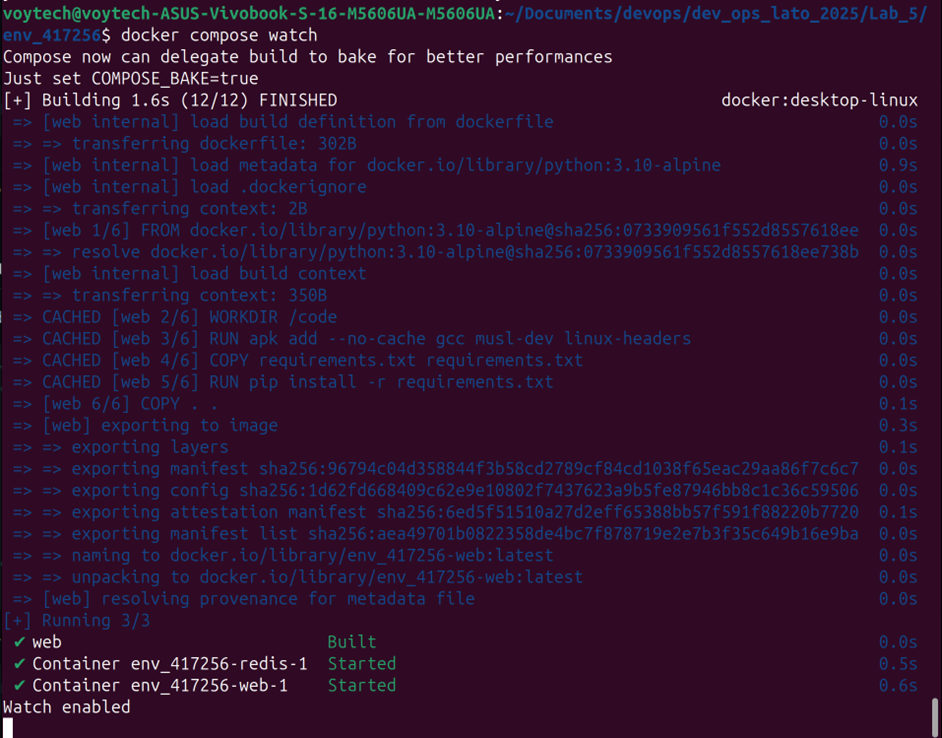 voytech@voytech-ASUS-Vivobook-S-16-M5606UA-M5606UA:~/Documents/devops/dev_ops_lato_2025/Lab_5/
env_417256$ docker compose watch
Compose now can delegate build to bake for better performances
Just set COMPOSE_BAKE=true
[+] Building 1.6s (12/12) FINISHED docker:desktop-linux
=> [web internal] load build definition from dockerfile 0.0s
=> => transferring dockerfile: 302B 0.0s
=> [web internal] load metadata for docker.io/library/python:3.10-alpine 0.9s
=> [web internal] load .dockerignore 0.0s
=> => transferring context: 2B 0.0s
=> [web 1/6] FROM docker.io/library/python:3.10-alpine@sha256:0733909561f552d8557618ee 0.0s
=> => resolve docker.io/library/python:3.10-alpine@sha256:0733909561f552d8557618ee738b 0.0s
=> [web internal] load build context 0.0s
=> => transferring context: 350B 0.0s
=> CACHED [web 2/6] WORKDIR /code 0.0s
=> CACHED [web 3/6] RUN apk add --no-cache gcc musl-dev linux-headers 0.0s
=> CACHED [web 4/6] COPY requirements.txt requirements.txt 0.0s
=> CACHED [web 5/6] RUN pip install -r requirements.txt 0.0s
=> [web 6/6] COPY . . 0.1s
=> [web] exporting to image 0.3s
=> => exporting layers 0.1s
=> => exporting manifest sha256:96794c04d358844f3b58cd2789cf84cd1038f65eac29aa86f7c6c7 0.0s
=> => exporting config sha256:1d62fd668409c62e9e10802f7437623a9b5fe87946bb8c1c36c59506 0.0s
=> => exporting attestation manifest sha256:6ed5f51510a27d2eff65388bb57f591f88220b7720 0.1s
=> => exporting manifest list sha256:aea49701b0822358de4bc7f878719e2e7b3f35c649b16e9ba 0.0s
=> => naming to docker.io/library/env_417256-web:latest 0.0s
=> => unpacking to docker.io/library/env_417256-web:latest 0.0s
=> [web] resolving provenance for metadata file 0.0s
[+] Running 3/3
✔ web Built 0.0s
✔ Container env_417256-redis-1 Started 0.5s
✔ Container env_417256-web-1 Started 0.6s
Watch enabled